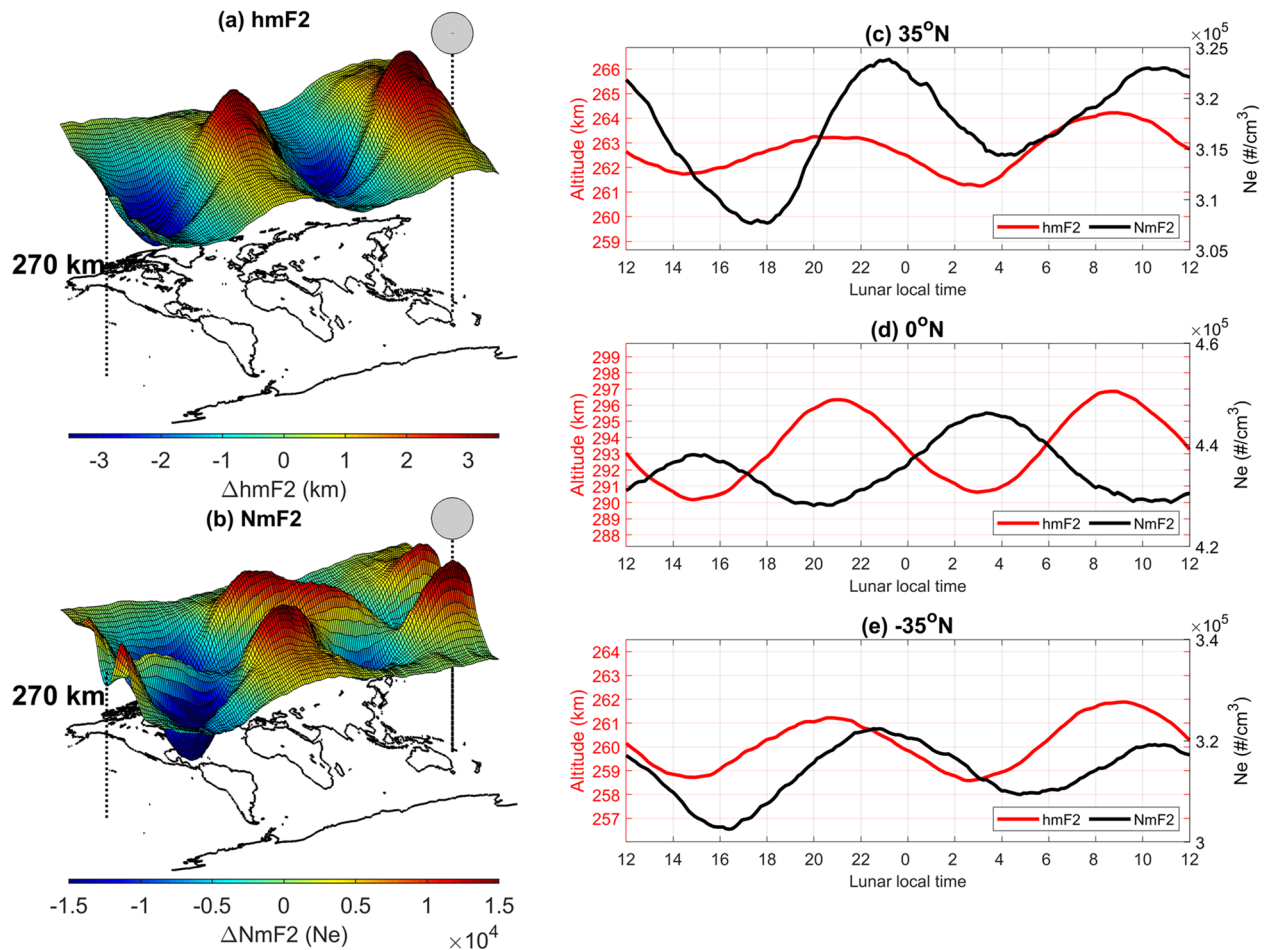 (a) hmF2
270 km
-3 -2 -1 0 1 2 3
ΔhmF2 (km)
(b) NmF2
270 km
-1.5 -1 -0.5 0 0.5 1 1.5
ΔNmF2 (Ne)
×10^4
(c) 35°N
×10^5
266
265
264
263
262
261
260
259
Altitude (km)
3.25
3.2
3.15
3.1
3.05
Ne (#/cm^3)
hmF2 NmF2
12 14 16 18 20 22 0 2 4 6 8 10 12
Lunar local time
(d) 0°N
×10^5
299
298
297
296
295
294
293
292
291
290
289
288
Altitude (km)
4.6
4.4
4.2
Ne (#/cm^3)
hmF2 NmF2
12 14 16 18 20 22 0 2 4 6 8 10 12
Lunar local time
(e) -35°N
×10^5
264
263
262
261
260
259
258
257
Altitude (km)
3.4
3.2
3
Ne (#/cm^3)
hmF2 NmF2
12 14 16 18 20 22 0 2 4 6 8 10 12
Lunar local time